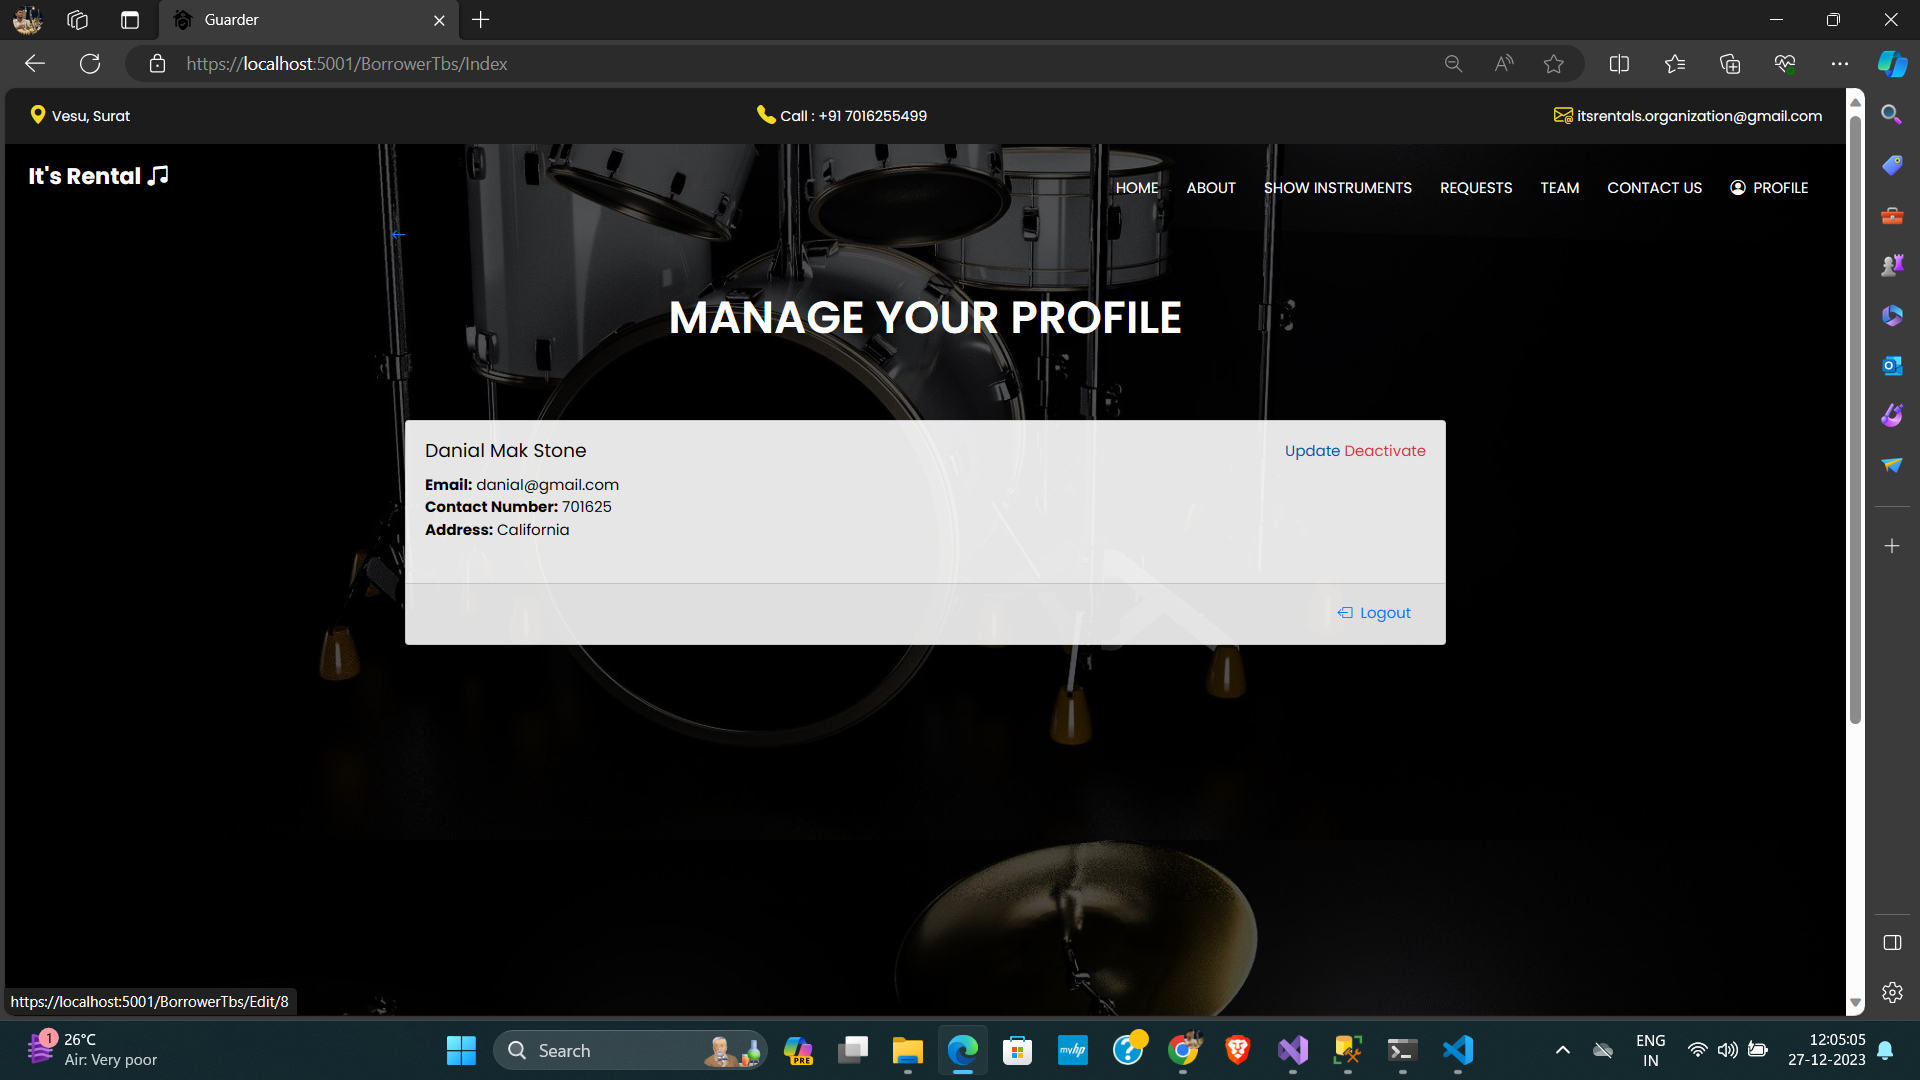 Guarder
https://localhost:5001/BorrowerTbs/Index
Vesu, Surat
Call : +91 7016255499
itsrentals.organization@gmail.com
It's Rental
HOME ABOUT SHOW INSTRUMENTS REQUESTS TEAM CONTACT US PROFILE
MANAGE YOUR PROFILE
Danial Mak Stone
Update Deactivate
Email: danial@gmail.com
Contact Number: 701625
Address: California
Logout
https://localhost:5001/BorrowerTbs/Edit/8
1
26°C
Air: Very poor
Search
PRE
myhp
ENG
IN
12:05:05
27-12-2023